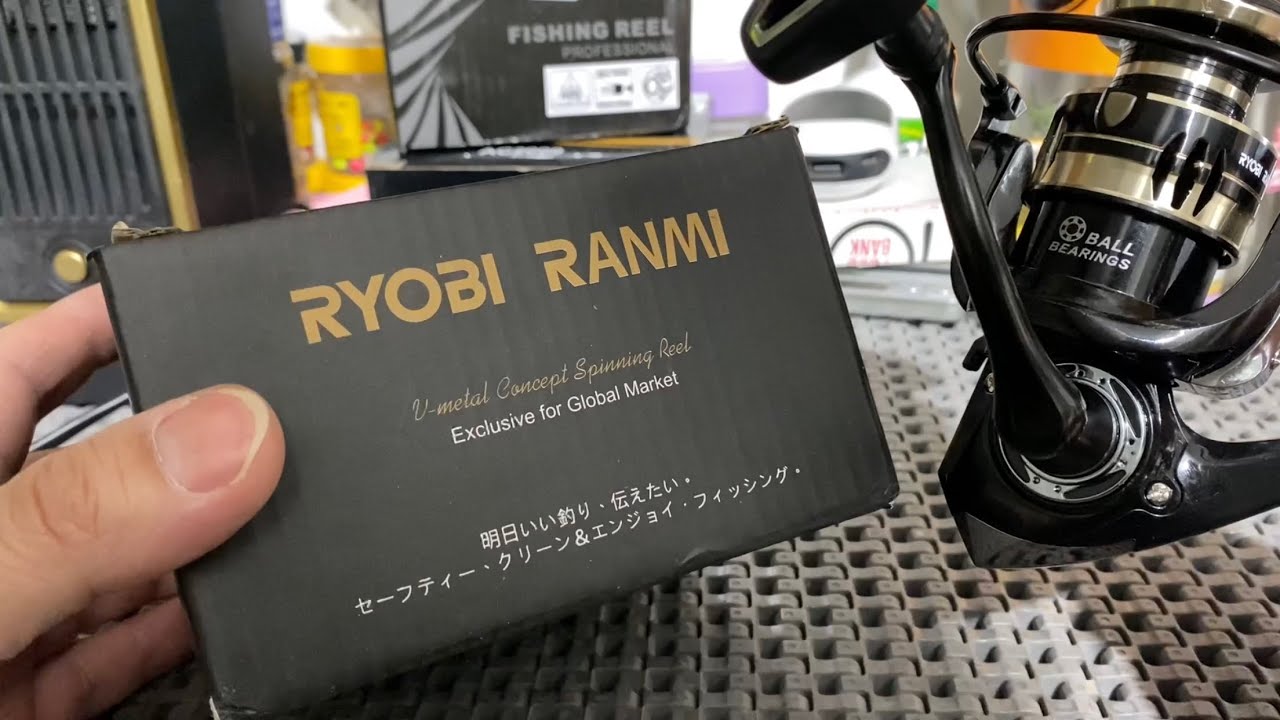 FISHING REEL
PROFESSIONAL
RYOBI RANMI
V-metal Concept Spinning Reel
Exclusive for Global Market
明日いい釣り、伝えたい。
セーフティー、クリーン＆エンジョイ・フィッシング。
RYOBI
BALL
BEARINGS
BANK